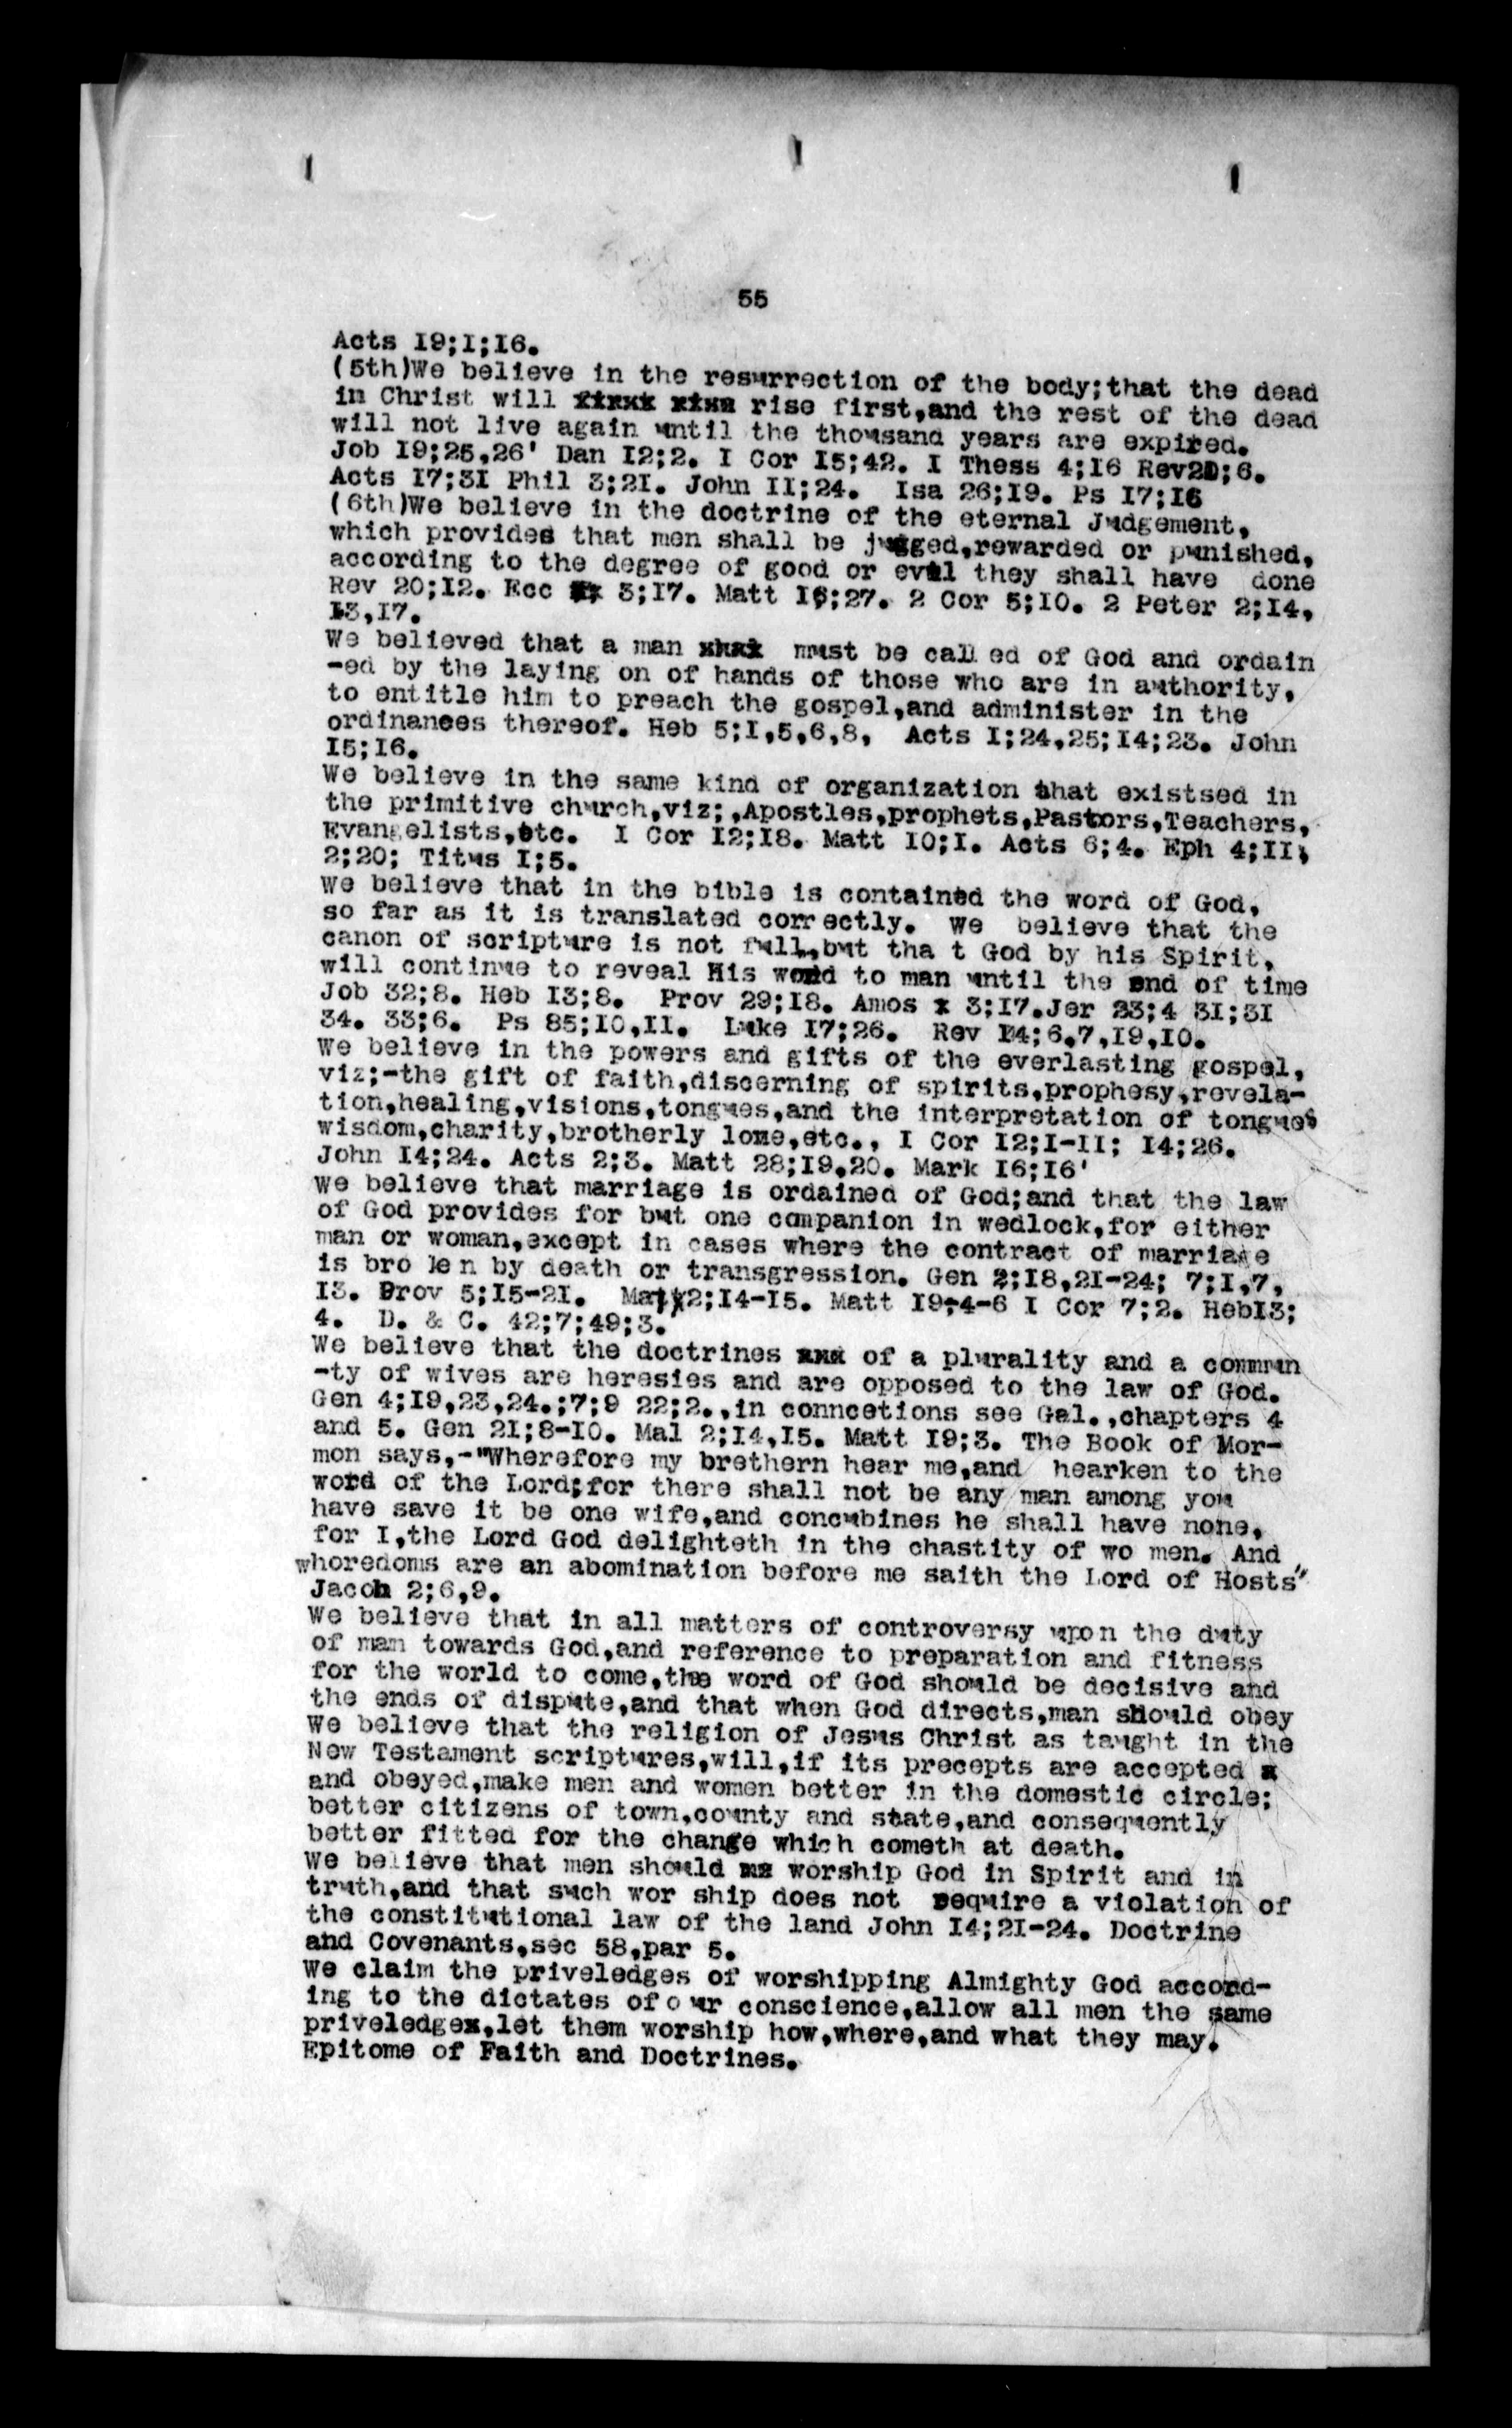 55
Acts I9;I;I6.
(5th)We believe in the resurrection of the body;that the dead
in Christ will rise first,and the rest of the dead
will not live again until the thousand years are expired.
Job I9;25,26' Dan I2;2. I Cor I5;42. I Thess 4;I6 Rev20;6.
Acts I7;3I Phil 3;2I. John II;24. Isa 26;I9. Ps I7;I6
(6th)We believe in the doctrine of the eternal Judgement,
which provides that men shall be judged,rewarded or punished,
according to the degree of good or evil they shall have done
Rev 20;I2. Ecc 3;I7. Matt I6;27. 2 Cor 5;I0. 2 Peter 2;I4,
I3,I7.
We believed that a man must be called of God and ordain
-ed by the laying on of hands of those who are in authority,
to entitle him to preach the gospel,and administer in the
ordinances thereof. Heb 5;I,5,6,8, Acts I;24,25;I4;23. John
I5;I6.
We believe in the same kind of organization that existsed in
the primitive church,viz;,Apostles,prophets,Pastors,Teachers,
Evangelists,etc. I Cor I2;I8. Matt I0;I. Acts 6;4. Eph 4;II;
2;20; Titus I;5.
We believe that in the bible is contained the word of God,
so far as it is translated correctly. We believe that the
canon of scripture is not full,but tha t God by his Spirit,
will continue to reveal His word to man until the end of time
Job 32;8. Heb I3;8. Prov 29;I8. Amos x 3;I7.Jer 23;4 3I;3I
34. 33;6. Ps 85;I0,II. Luke I7;26. Rev I4;6,7,I9,I0.
We believe in the powers and gifts of the everlasting gospel,
viz;-the gift of faith,discerning of spirits,prophesy,revela-
tion,healing,visions,tongues,and the interpretation of tongues
wisdom,charity,brotherly lone,etc., I Cor I2;I-II; I4;26.
John I4;24. Acts 2;3. Matt 28;I9,20. Mark I6;I6'
We believe that marriage is ordained of God;and that the law
of God provides for but one companion in wedlock,for either
man or woman,except in cases where the contract of marriage
is bro ken by death or transgression. Gen 2;I8,2I-24; 7;I,7,
I3. Prov 5;I5-2I. Mat 2;I4-I5. Matt I9;4-6 I Cor 7;2. HebI3;
4. D. & C. 42;7;49;3.
We believe that the doctrines of a plurality and a commun
-ty of wives are heresies and are opposed to the law of God.
Gen 4;I9,23,24.;7;9 22;2.,in conncetions see Gal.,chapters 4
and 5. Gen 2I;8-I0. Mal 2;I4,I5. Matt I9;3. The Book of Mor-
mon says,-"Wherefore my brethern hear me,and hearken to the
word of the Lord;for there shall not be any man among you
have save it be one wife,and concubines he shall have none,
for I,the Lord God delighteth in the chastity of wo men. And
whoredoms are an abomination before me saith the Lord of Hosts"
Jacob 2;6,9.
We believe that in all matters of controversy upon the duty
of man towards God,and reference to preparation and fitness
for the world to come,the word of God should be decisive and
the ends of dispute,and that when God directs,man should obey
We believe that the religion of Jesus Christ as taught in the
New Testament scriptures,will,if its precepts are accepted
and obeyed,make men and women better in the domestic circle;
better citizens of town,county and state,and consequently
better fitted for the change which cometh at death.
We believe that men should worship God in Spirit and in
truth,and that such wor ship does not require a violation of
the constitutional law of the land John I4;2I-24. Doctrine
and Covenants,sec 58,par 5.
We claim the priveledges of worshipping Almighty God accord-
ing to the dictates of our conscience,allow all men the same
priveledges,let them worship how,where,and what they may.
Epitome of Faith and Doctrines.